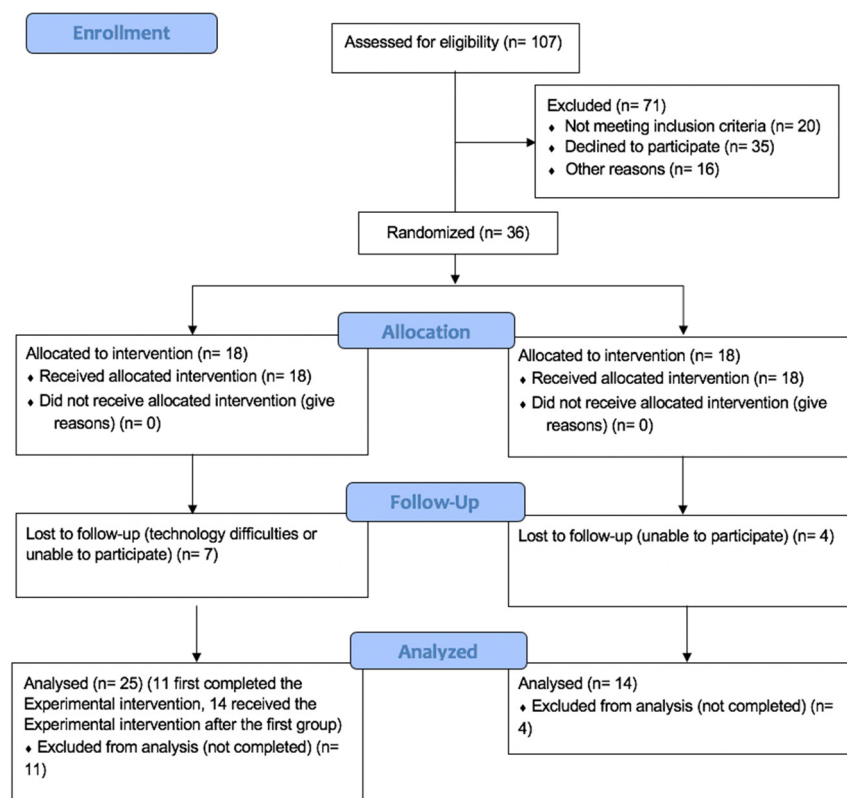 Enrollment
Assessed for eligibility (n= 107)
Excluded (n= 71)
♦ Not meeting inclusion criteria (n= 20)
♦ Declined to participate (n= 35)
♦ Other reasons (n= 16)
Randomized (n= 36)
Allocation
Allocated to intervention (n= 18)
♦ Received allocated intervention (n= 18)
♦ Did not receive allocated intervention (give
reasons) (n= 0)
Allocated to intervention (n= 18)
♦ Received allocated intervention (n= 18)
♦ Did not receive allocated intervention (give
reasons) (n= 0)
Follow-Up
Lost to follow-up (technology difficulties or
unable to participate) (n= 7)
Lost to follow-up (unable to participate) (n= 4)
Analyzed
Analysed (n= 25) (11 first completed the
Experimental intervention, 14 received the
Experimental intervention after the first group)
♦ Excluded from analysis (not completed) (n=
11)
Analysed (n= 14)
♦ Excluded from analysis (not completed) (n=
4)